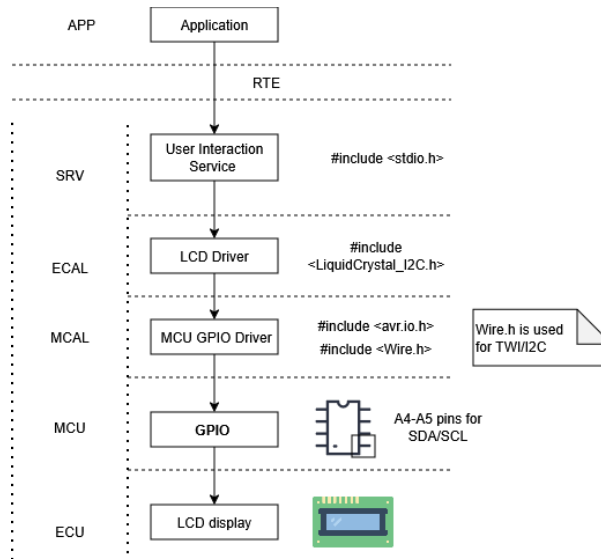 APP
Application
RTE
User Interaction
Service
#include <stdio.h>
SRV
LCD Driver
#include
<LiquidCrystal_I2C.h>
ECAL
MCAL
MCU GPIO Driver
#include <avr.io.h>
#include <Wire.h>
Wire.h is used
for TWI/I2C
MCU
GPIO
A4-A5 pins for
SDA/SCL
LCD display
ECU